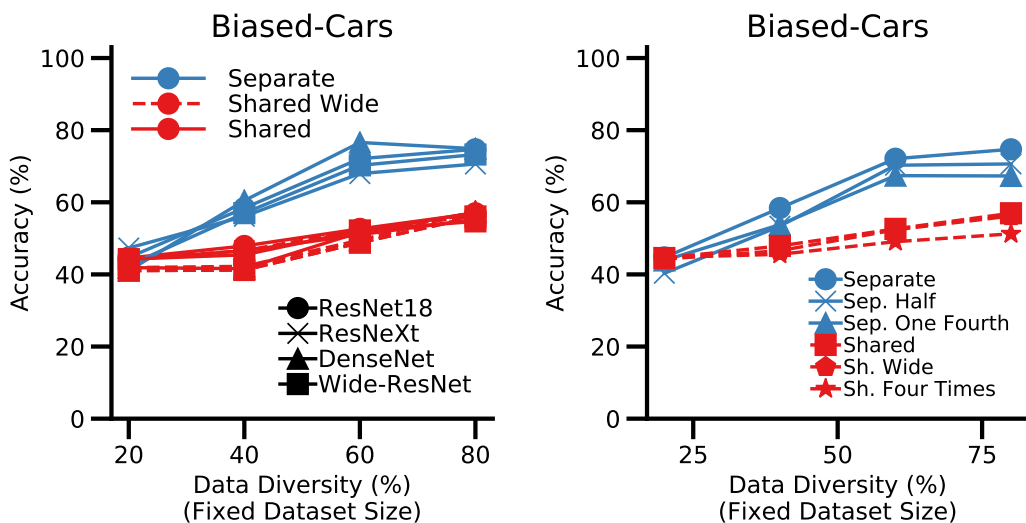 Biased-Cars
100
80
60
40
20
0
Accuracy (%)
Separate
Shared Wide
Shared
ResNet18
ResNeXt
DenseNet
Wide-ResNet
20 40 60 80
Data Diversity (%)
(Fixed Dataset Size)
Biased-Cars
100
80
60
40
20
0
Accuracy (%)
Separate
Sep. Half
Sep. One Fourth
Shared
Sh. Wide
Sh. Four Times
25 50 75
Data Diversity (%)
(Fixed Dataset Size)